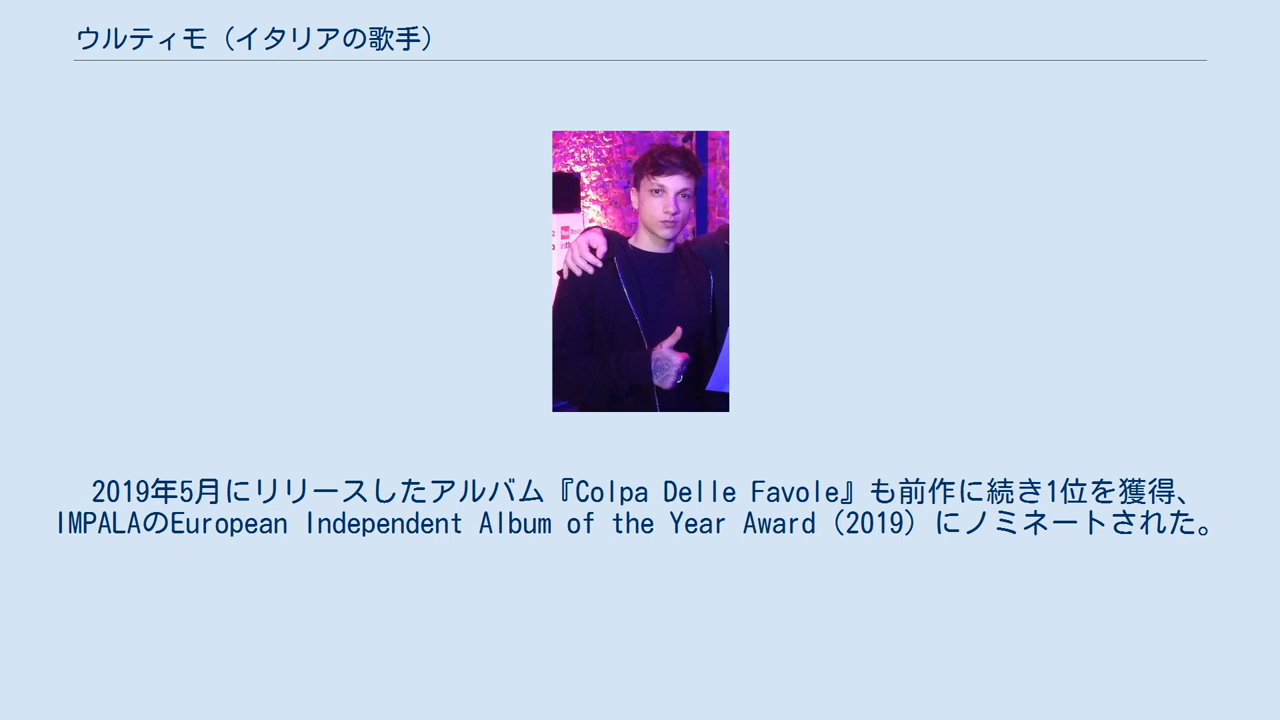 ウルティモ（イタリアの歌手）
2019年5月にリリースしたアルバム『Colpa Delle Favole』も前作に続き1位を獲得、
IMPALAのEuropean Independent Album of the Year Award（2019）にノミネートされた。